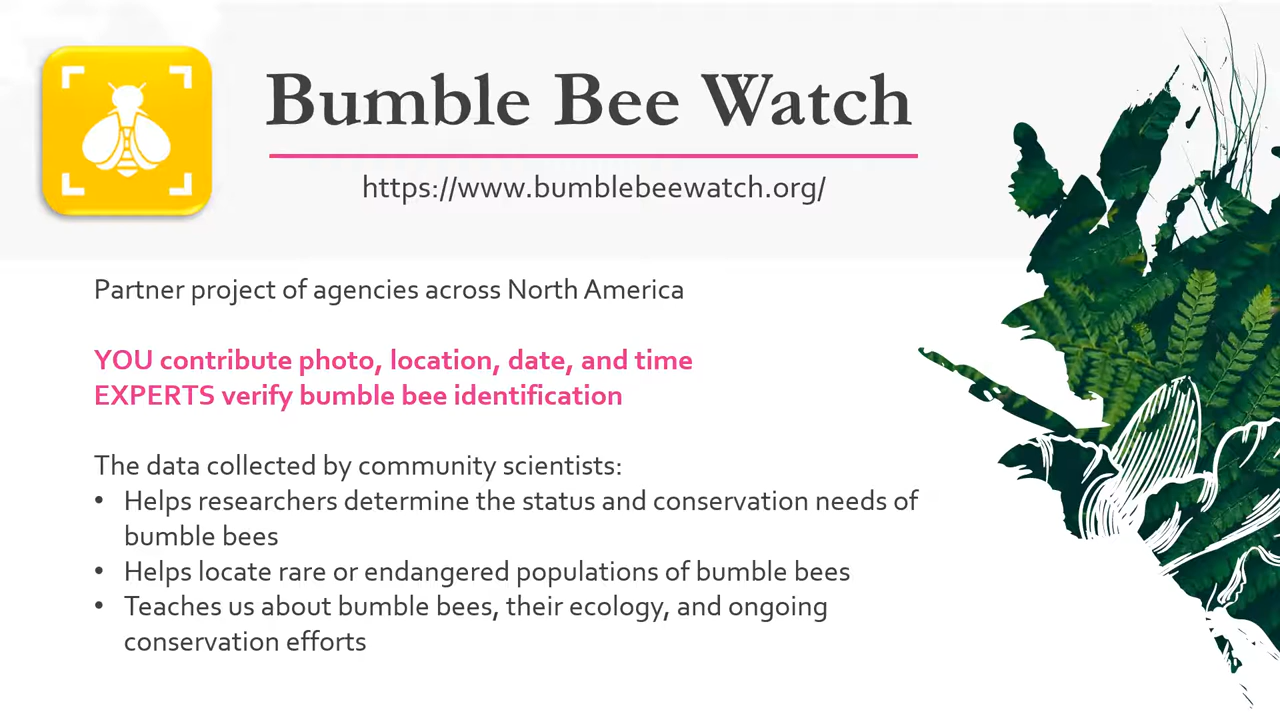 Bumble Bee Watch
https://www.bumblebeewatch.org/
Partner project of agencies across North America
YOU contribute photo, location, date, and time
EXPERTS verify bumble bee identification
The data collected by community scientists:
• Helps researchers determine the status and conservation needs of
bumble bees
• Helps locate rare or endangered populations of bumble bees
• Teaches us about bumble bees, their ecology, and ongoing
conservation efforts